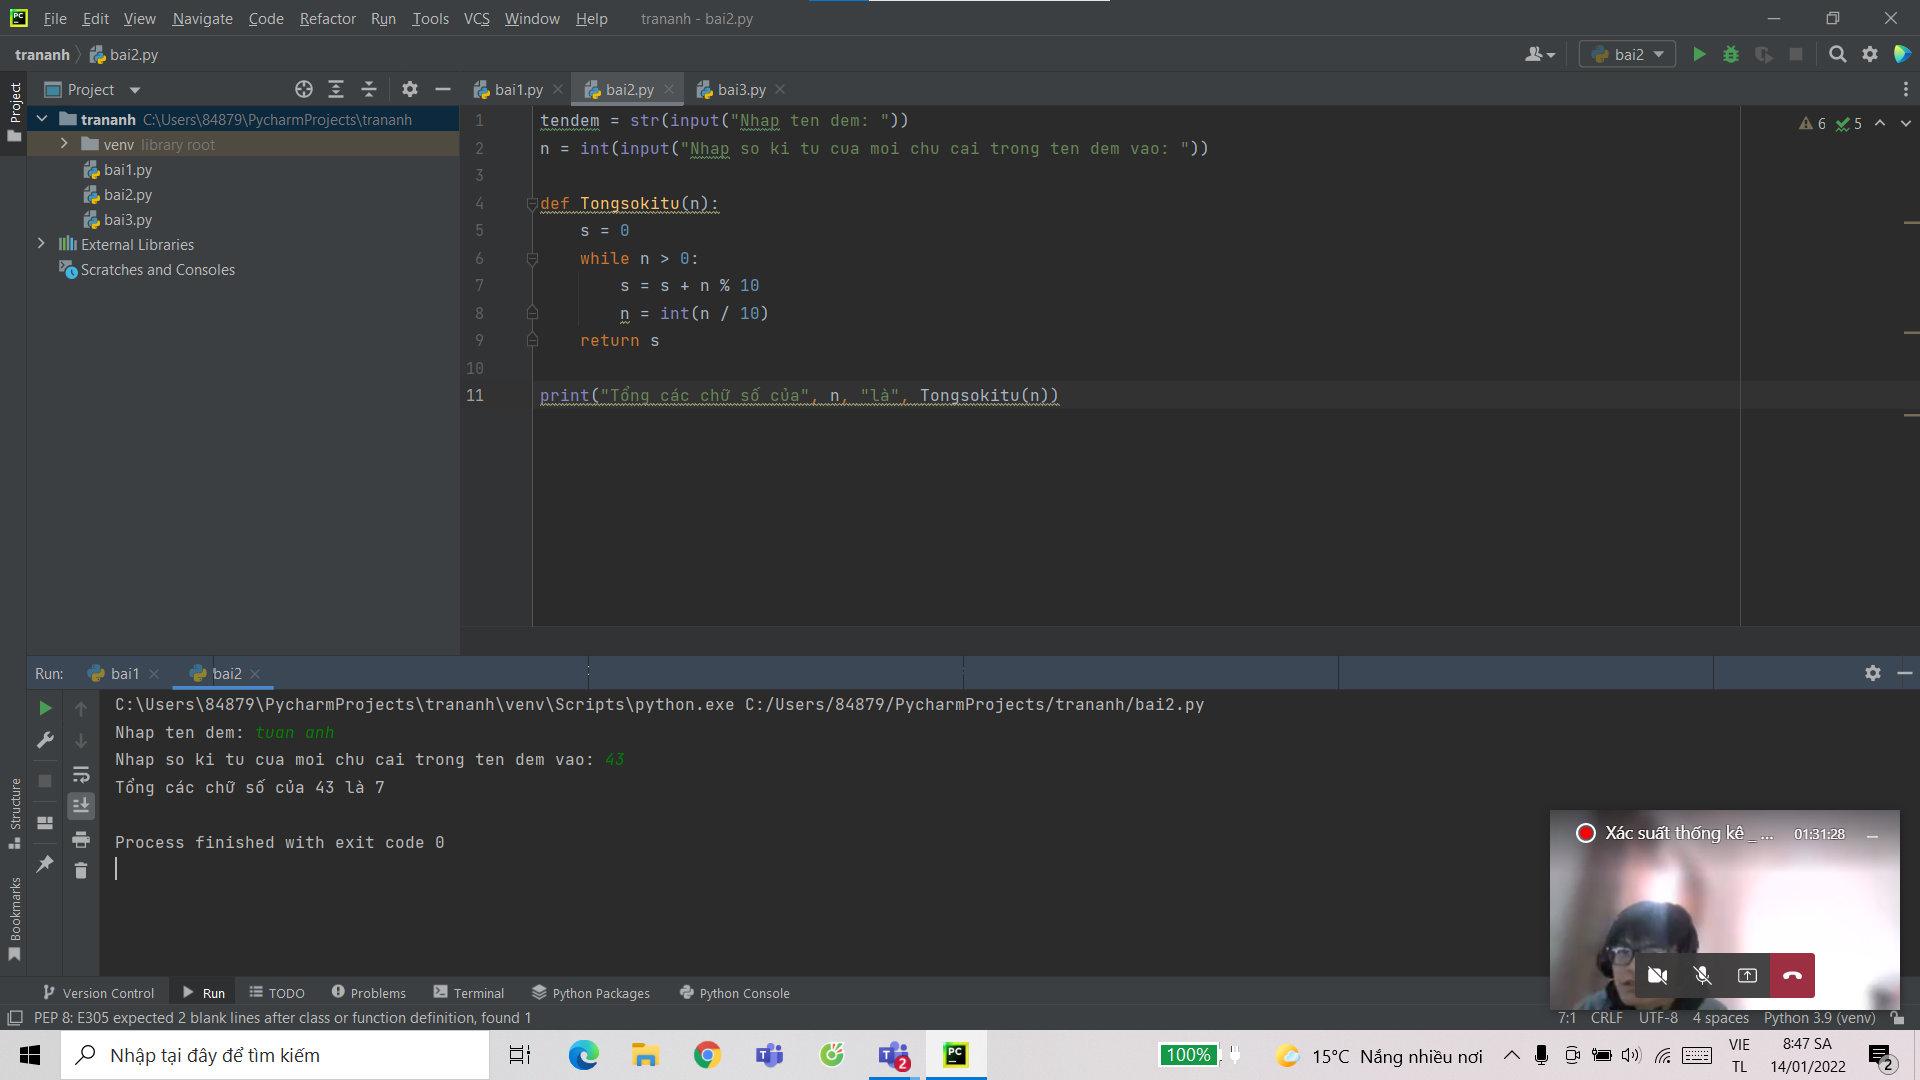 File Edit View Navigate Code Refactor Run Tools VCS Window Help trananh - bai2.py
trananh bai2.py
bai2
Project
bai1.py bai2.py bai3.py
trananh C:\Users\84879\PycharmProjects\trananh
venv library root
bai1.py
bai2.py
bai3.py
External Libraries
Scratches and Consoles
Project
Structure
Bookmarks
6 5
1 tendem = str(input("Nhap ten dem: "))
2 n = int(input("Nhap so ki tu cua moi chu cai trong ten dem vao: "))
3
4 def Tongsokitu(n):
5 s = 0
6 while n > 0:
7 s = s + n % 10
8 n = int(n / 10)
9 return s
10
11 print("Tổng các chữ số của", n, "là", Tongsokitu(n))
Run: bai1 bai2
C:\Users\84879\PycharmProjects\trananh\venv\Scripts\python.exe C:/Users/84879/PycharmProjects/trananh/bai2.py
Nhap ten dem: tuan anh
Nhap so ki tu cua moi chu cai trong ten dem vao: 43
Tổng các chữ số của 43 là 7
Process finished with exit code 0
Xác suất thống kê _ ... 01:31:28
Version Control Run TODO Problems Terminal Python Packages Python Console
PEP 8: E305 expected 2 blank lines after class or function definition, found 1
7:1 CRLF UTF-8 4 spaces Python 3.9 (venv)
Nhập tại đây để tìm kiếm
2
PC
100%
15°C Nắng nhiều nơi
VIE
TL
8:47 SA
14/01/2022
2